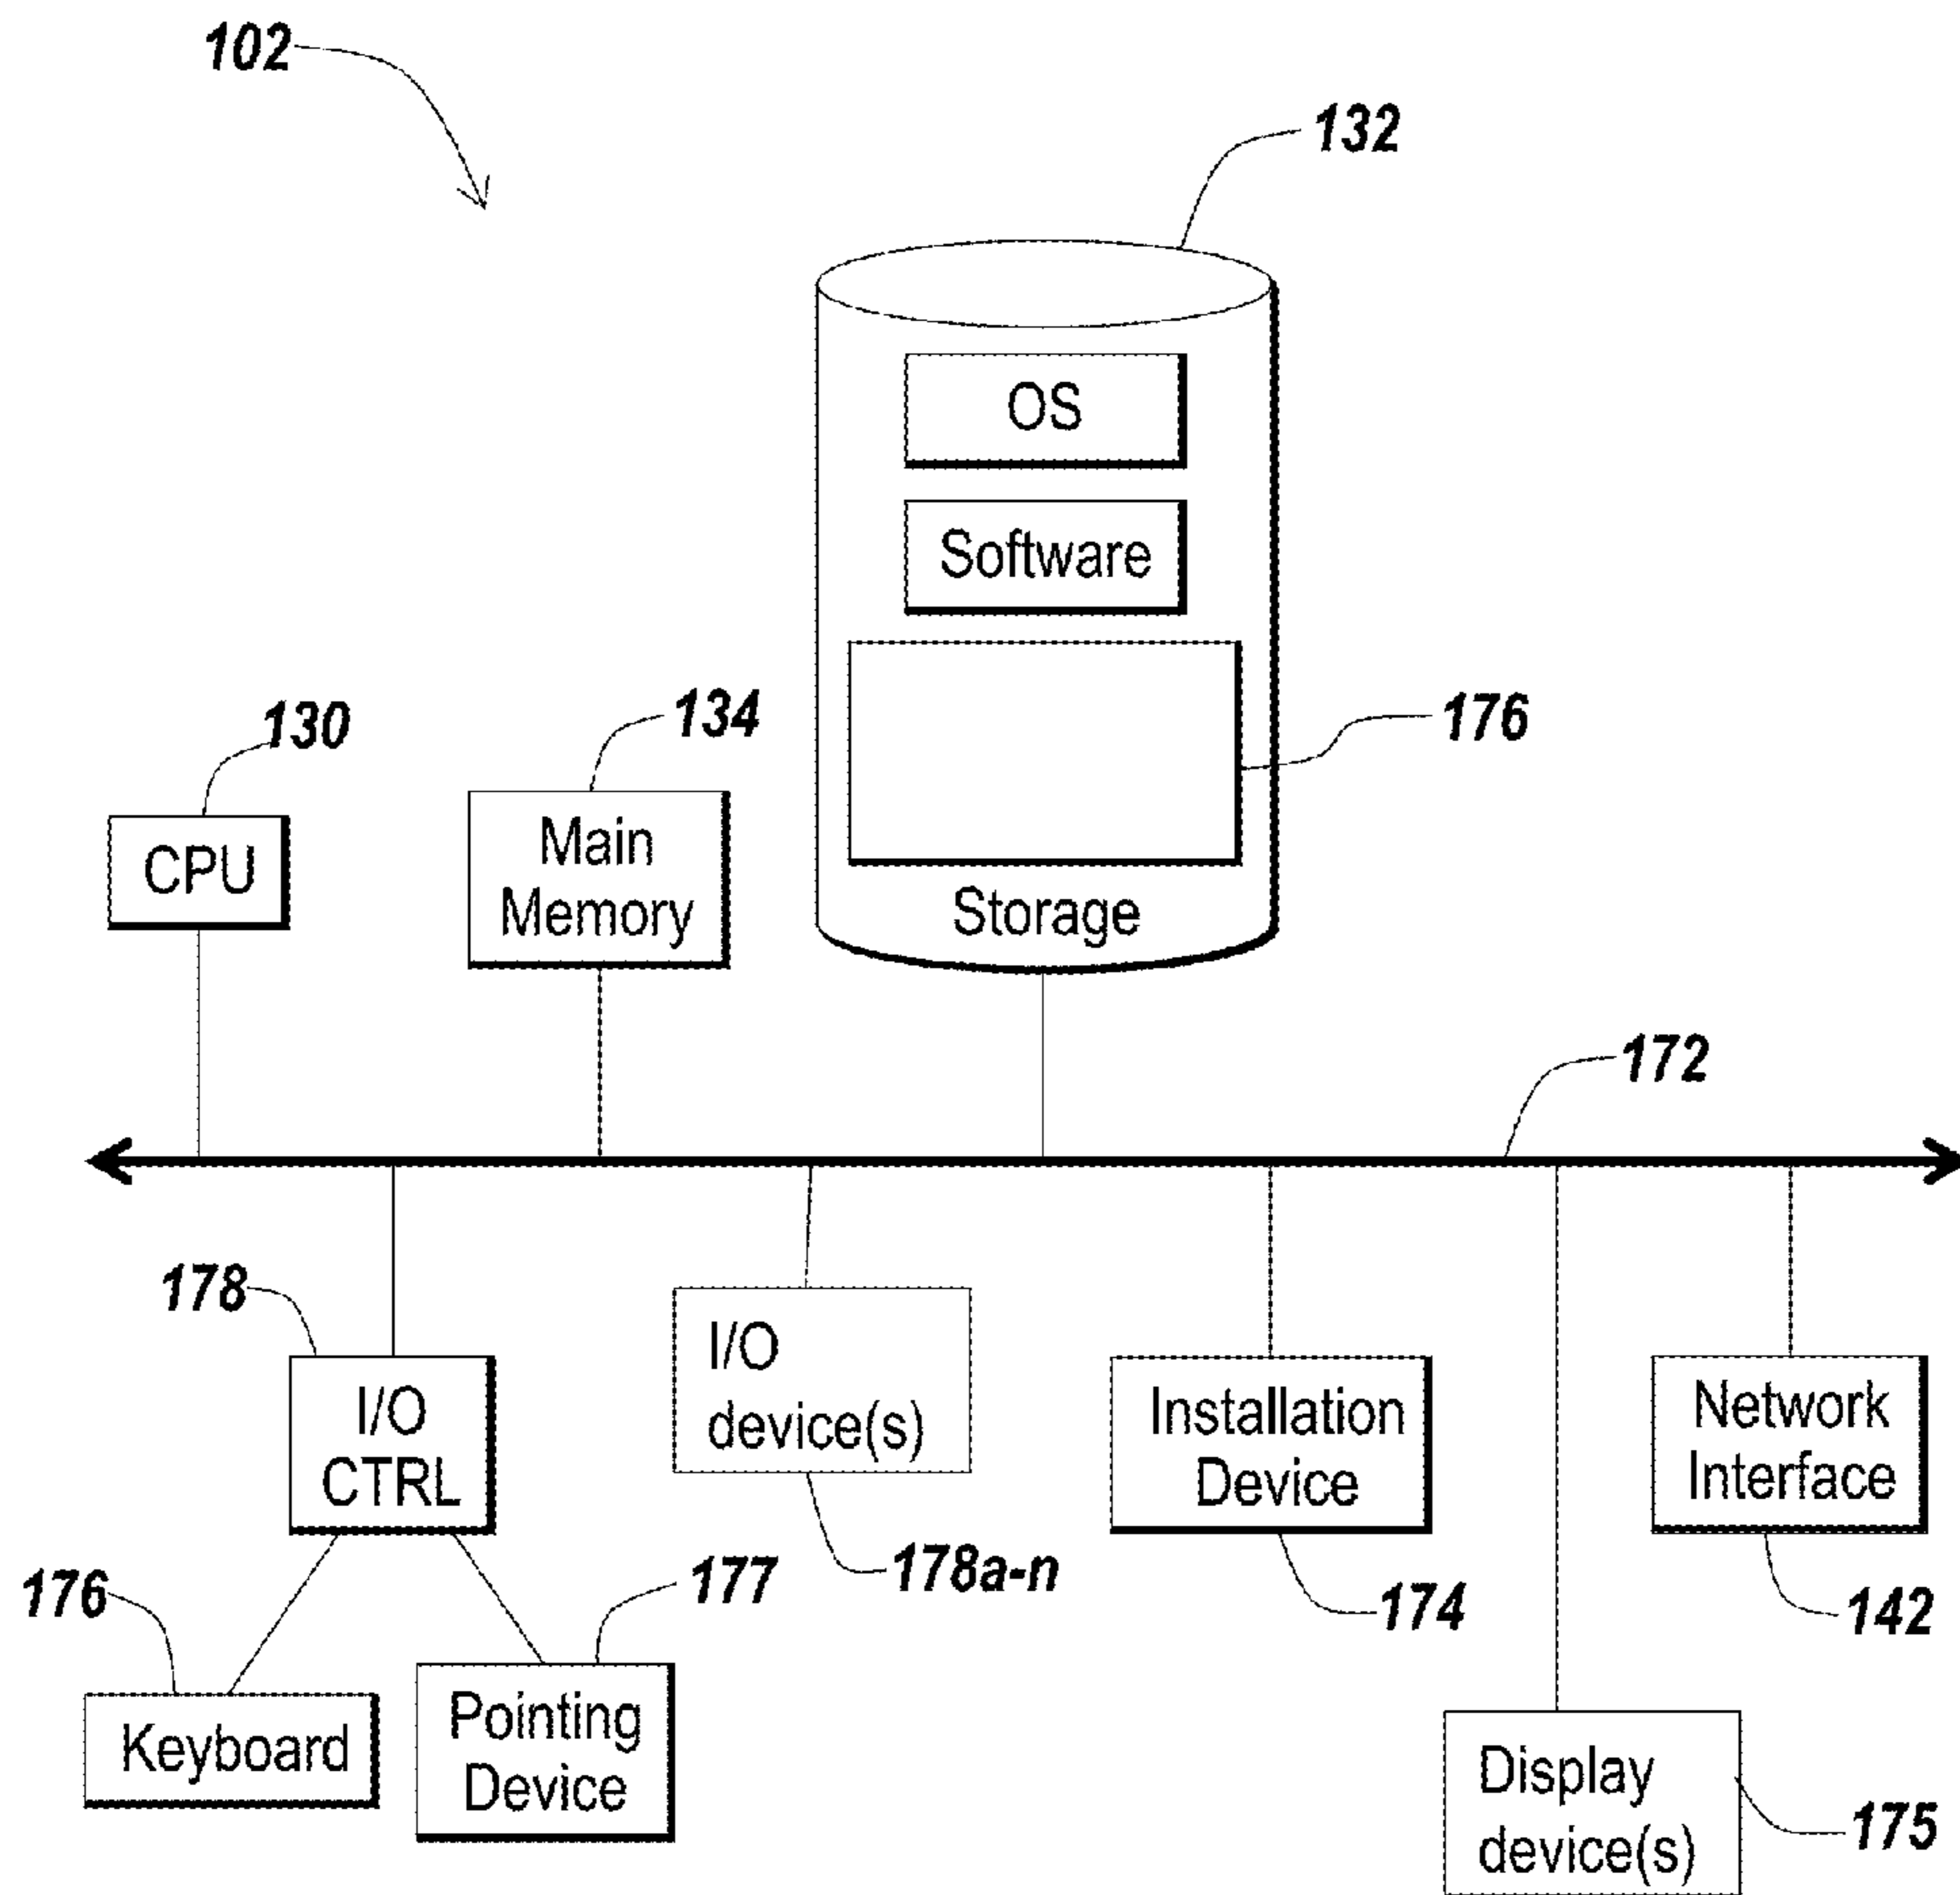 102
132
OS
Software
130
134
176
CPU
Main
Memory
Storage
172
178
I/O
CTRL
I/O
device(s)
Installation
Device
Network
Interface
176
177
178a-n
174
142
Keyboard
Pointing
Device
Display
device(s)
175